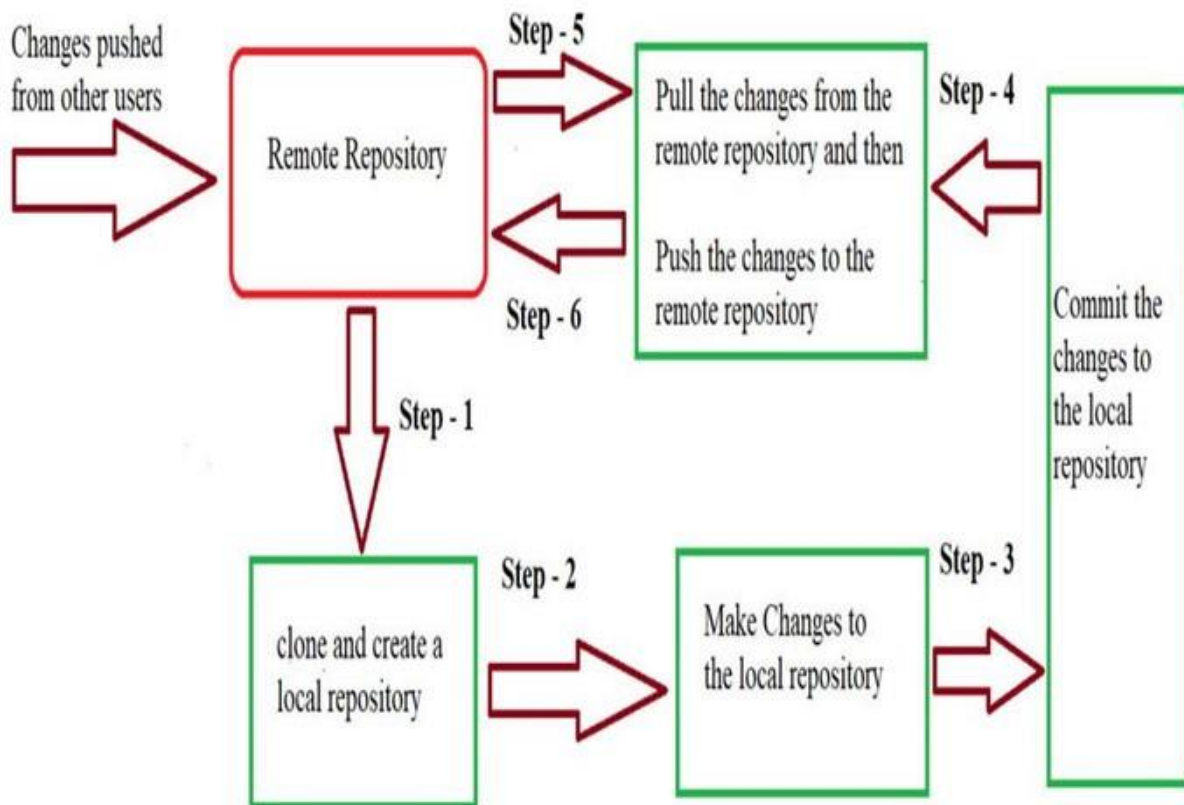 Changes pushed
from other users
Remote Repository
Step - 5
Pull the changes from the
remote repository and then
Push the changes to the
remote repository
Step - 4
Step - 6
Commit the
changes to
the local
repository
Step - 1
clone and create a
local repository
Step - 2
Make Changes to
the local repository
Step - 3